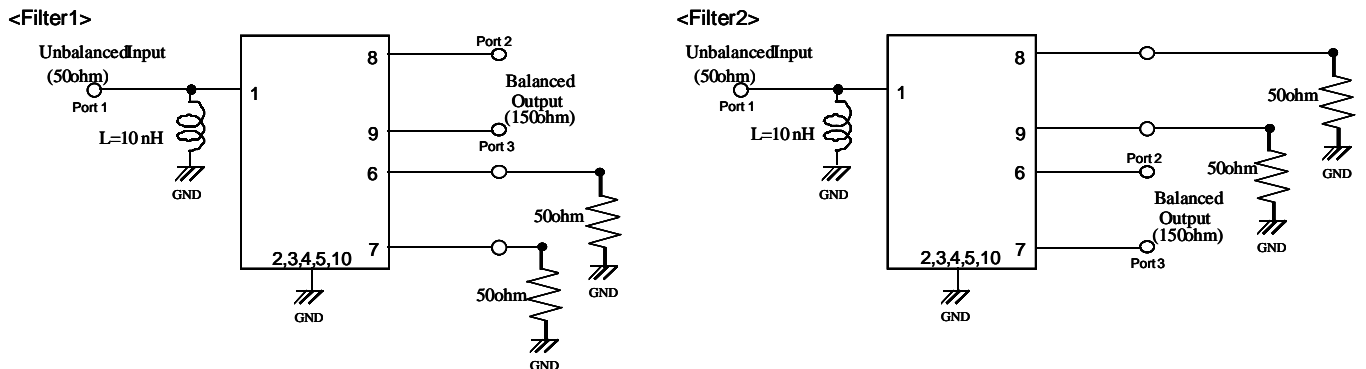 <Filter1>
UnbalancedInput
(50ohm)
Port 1
L=10 nH
GND
1
8
9
6
7
2,3,4,5,10
GND
Port 2
Balanced
Output
(150ohm)
Port 3
50ohm
GND
50ohm
GND
<Filter2>
UnbalancedInput
(50ohm)
Port 1
L=10 nH
GND
1
8
9
6
7
2,3,4,5,10
GND
50ohm
GND
50ohm
GND
Port 2
Balanced
Output
(150ohm)
Port3